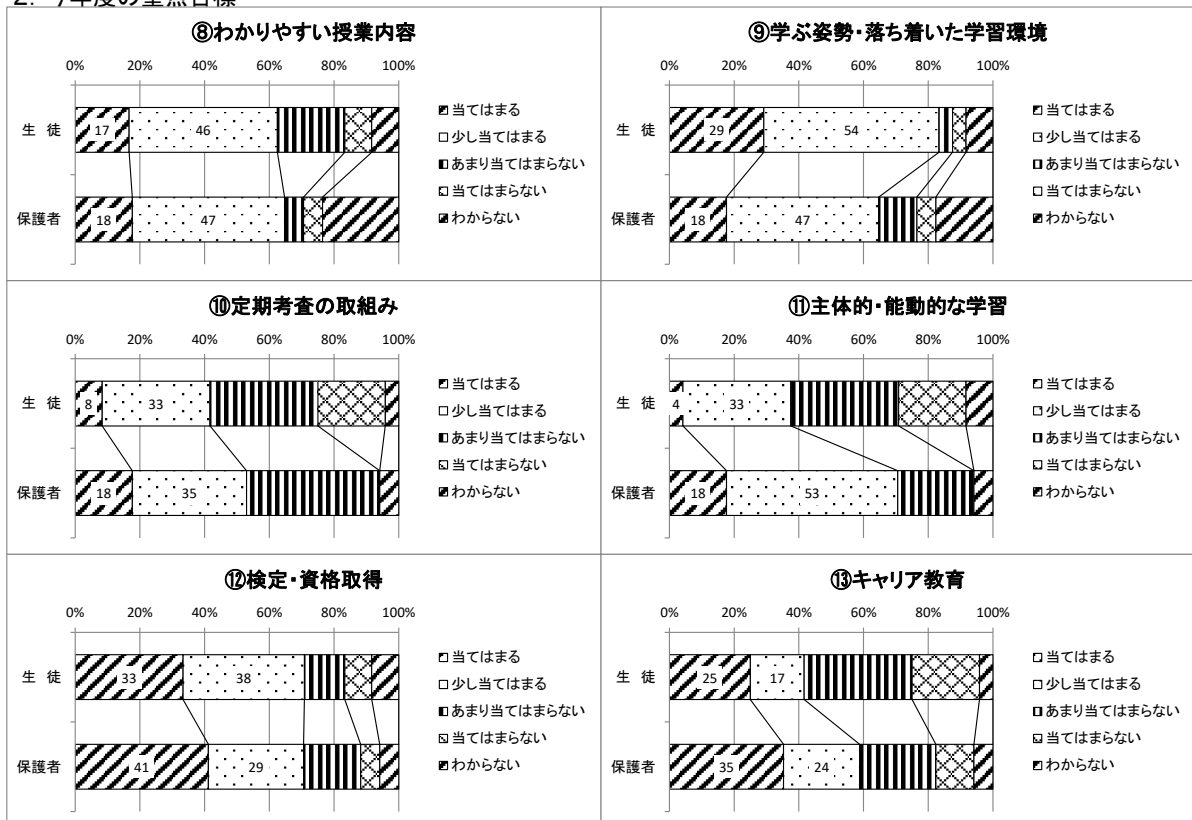 2. 今年度の重点目標
⑧わかりやすい授業内容
0% 20% 40% 60% 80% 100%
生 徒 17 46
保護者 18 47
当てはまる
少し当てはまる
あまり当てはまらない
当てはまらない
わからない
⑨学ぶ姿勢・落ち着いた学習環境
0% 20% 40% 60% 80% 100%
生 徒 29 54
保護者 18 47
当てはまる
少し当てはまる
あまり当てはまらない
当てはまらない
わからない
⑩定期考査の取組み
0% 20% 40% 60% 80% 100%
生 徒 8 33
保護者 18 35
当てはまる
少し当てはまる
あまり当てはまらない
当てはまらない
わからない
⑪主体的・能動的な学習
0% 20% 40% 60% 80% 100%
生 徒 4 33
保護者 18 53
当てはまる
少し当てはまる
あまり当てはまらない
当てはまらない
わからない
⑫検定・資格取得
0% 20% 40% 60% 80% 100%
生 徒 33 38
保護者 41 29
当てはまる
少し当てはまる
あまり当てはまらない
当てはまらない
わからない
⑬キャリア教育
0% 20% 40% 60% 80% 100%
生 徒 25 17
保護者 35 24
当てはまる
少し当てはまる
あまり当てはまらない
当てはまらない
わからない